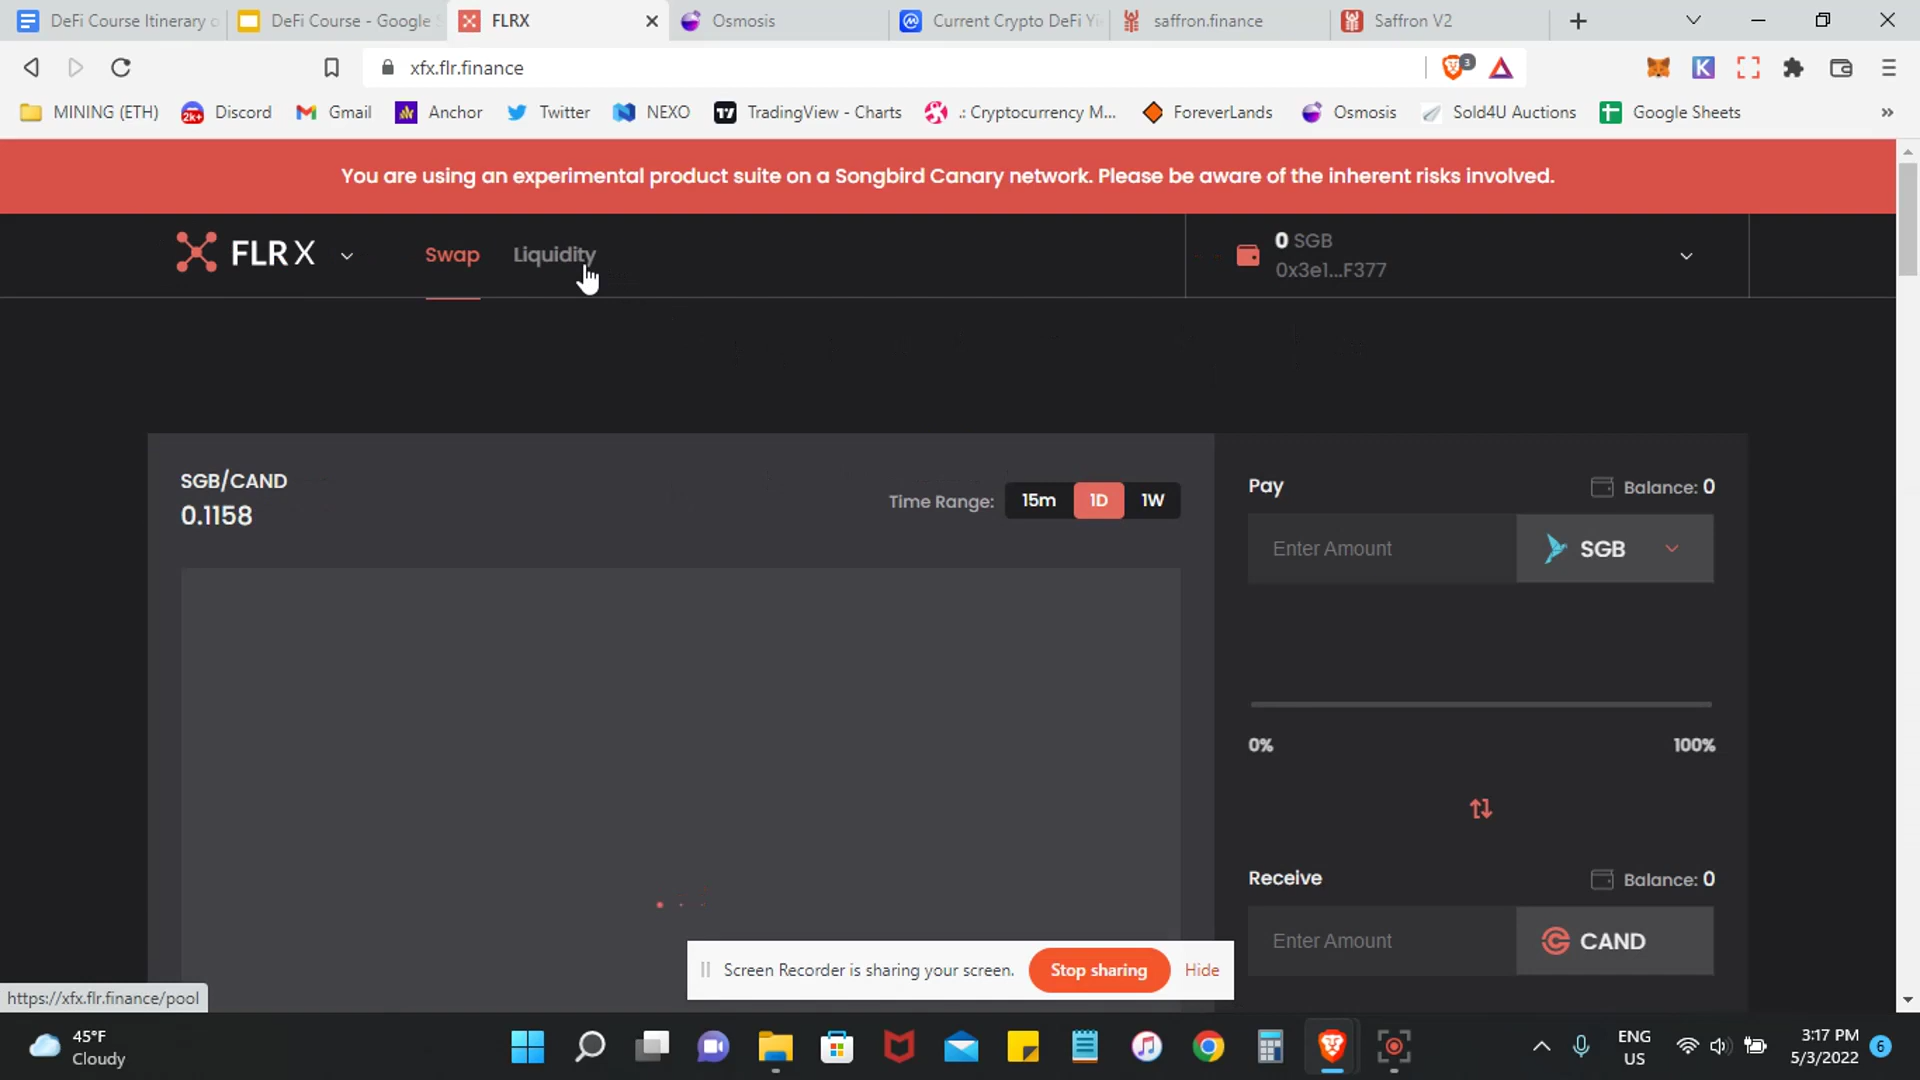 DeFi Course Itinerary o
DeFi Course - Google S
FLRX
Osmosis
Current Crypto DeFi Yi
saffron.finance
Saffron V2
xfx.flr.finance
3
MINING (ETH)
2k+
Discord
Gmail
Anchor
Twitter
NEXO
TradingView - Charts
.: Cryptocurrency M...
ForeverLands
Osmosis
Sold4U Auctions
Google Sheets
You are using an experimental product suite on a Songbird Canary network. Please be aware of the inherent risks involved.
FLR X
Swap
Liquidity
0 SGB
0x3e1...F377
SGB/CAND
0.1158
Time Range:
15m
1D
1W
Pay
Balance: 0
Enter Amount
SGB
0%
100%
Receive
Balance: 0
Enter Amount
CAND
Screen Recorder is sharing your screen.
Stop sharing
Hide
https://xfx.flr.finance/pool
45°F
Cloudy
ENG
US
3:17 PM
5/3/2022
6